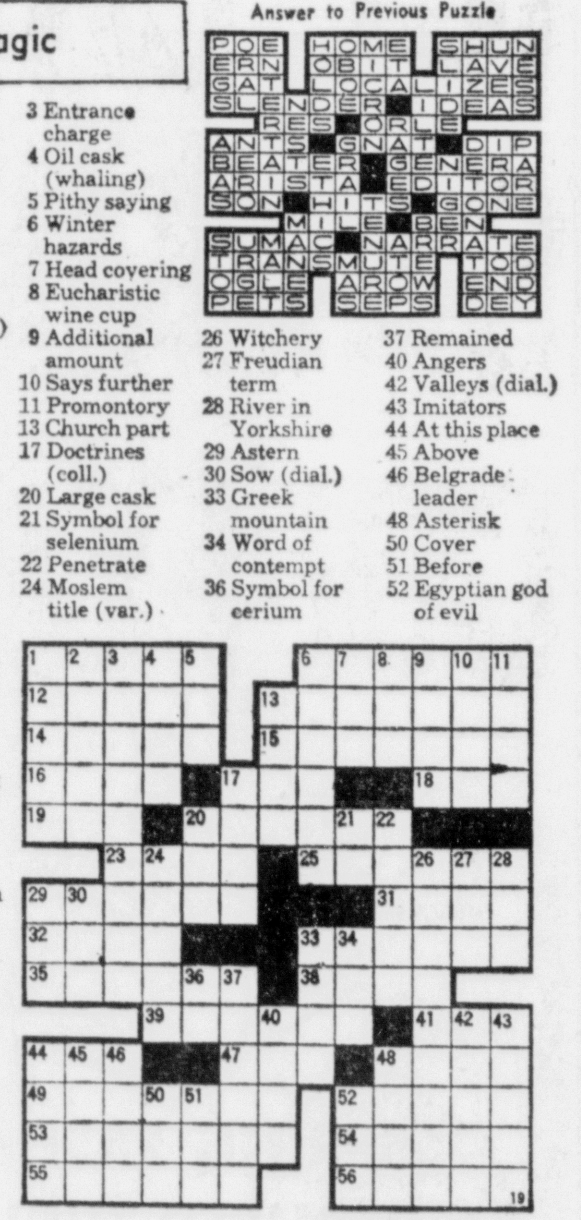 agic
Answer to Previous Puzzle
POE HOME SHUN
ERN OBIT LAVE
GAT LOCALIZES
SLENDER IDEAS
RES ORLE
ANTS GNAT DIP
BEATER GENERA
ARISTA EDITOR
SON HITS GONE
MILE BEN
SUMAC NARRATE
TRANSMUTE TOD
OGLE AROW END
PETS SEPS DEY
3 Entrance
charge
4 Oil cask
(whaling)
5 Pithy saying
6 Winter
hazards
7 Head covering
8 Eucharistic
wine cup
)
9 Additional
amount
10 Says further
11 Promontory
13 Church part
17 Doctrines
(coll.)
20 Large cask
21 Symbol for
selenium
22 Penetrate
24 Moslem
title (var.)
26 Witchery
27 Freudian
term
28 River in
Yorkshire
29 Astern
30 Sow (dial.)
33 Greek
mountain
34 Word of
contempt
36 Symbol for
cerium
37 Remained
40 Angers
42 Valleys (dial.)
43 Imitators
44 At this place
45 Above
46 Belgrade
leader
48 Asterisk
50 Cover
51 Before
52 Egyptian god
of evil
1 2 3 4 5 6 7 8 9 10 11
12 13
14 15
16 17 18
19 20 21 22
23 24 25 26 27 28
29 30 31
32 33 34
35 36 37 38
39 40 41 42 43
44 45 46 47 48
49 50 51 52
53 54
55 56
19